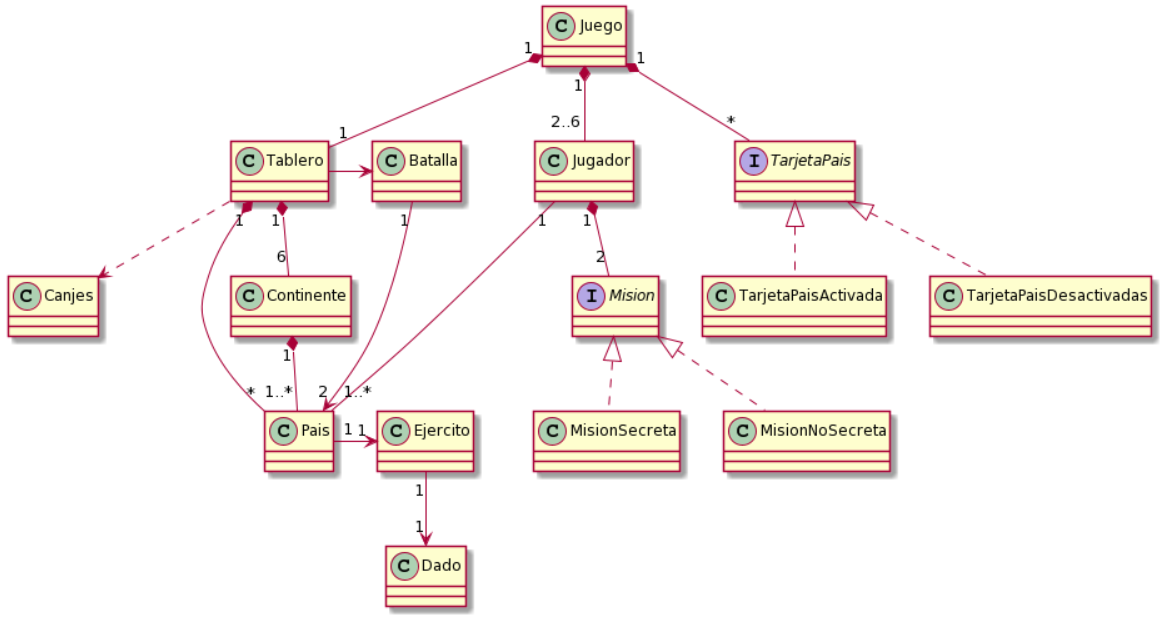 C Juego
1
1
1
1
2..6
*
C Tablero
C Batalla
C Jugador
I TarjetaPais
1
1
1
1
1
6
2
C Canjes
C Continente
I Mision
C TarjetaPaisActivada
C TarjetaPaisDesactivadas
1
*
1..*
2
1..*
C Pais
1
1
C Ejercito
C MisionSecreta
C MisionNoSecreta
1
1
C Dado